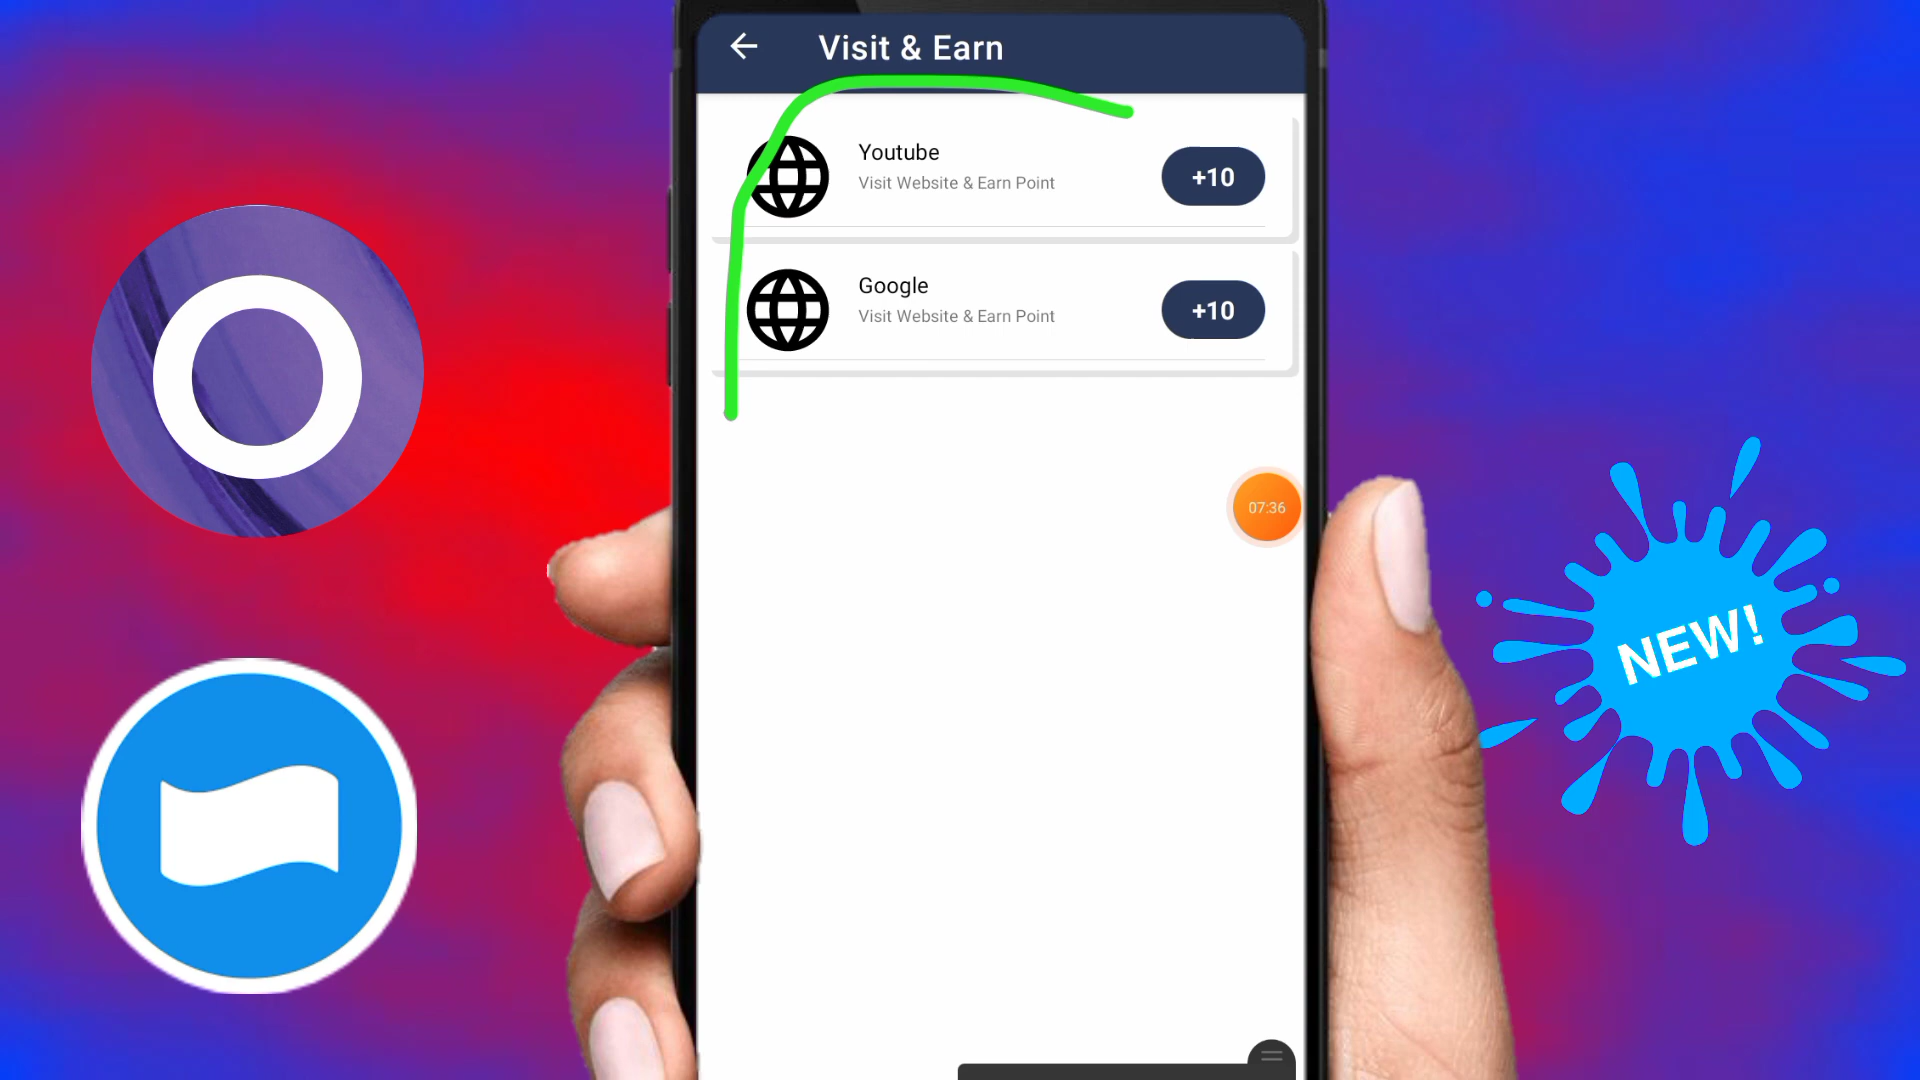 Visit & Earn
Youtube
Visit Website & Earn Point
+10
Google
Visit Website & Earn Point
+10
07:36
NEW!